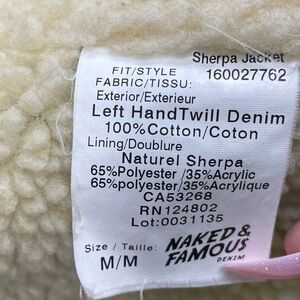 Sherpa Jacket
FIT/STYLE 160027762
FABRIC/TISSU:
Exterior/Exterieur
Left HandTwill Denim
100%Cotton/Coton
Lining/Doublure
Naturel Sherpa
65%Polyester /35%Acrylic
65%polyester /35%Acrylique
CA53268
RN124802
Lot:0031135
Size / Taille:
M/M
NAKED &
FAMOUS
DENIM